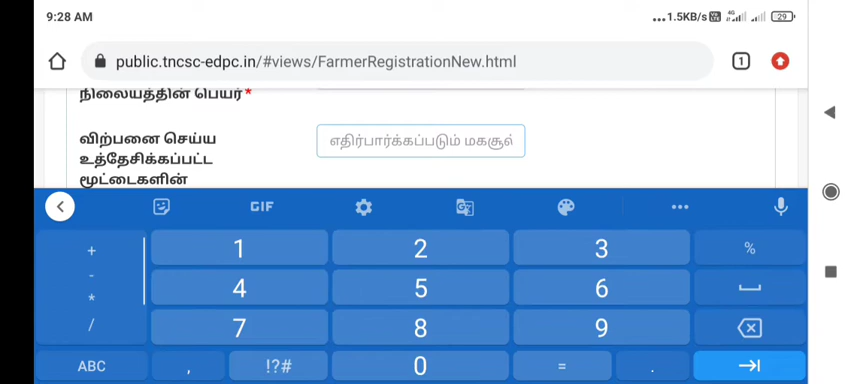 9:28 AM
...1.5KB/s 4G 29
public.tncsc-edpc.in/#views/FarmerRegistrationNew.html 1
நிலையத்தின் பெயர்*
விற்பனை செய்ய எதிர்பார்க்கப்படும் மகசூல்
உத்தேசிக்கப்பட்ட
மூட்டைகளின்
GIF
+ 1 2 3 %
- 4 5 6
*
/ 7 8 9
ABC , !?# 0 = .